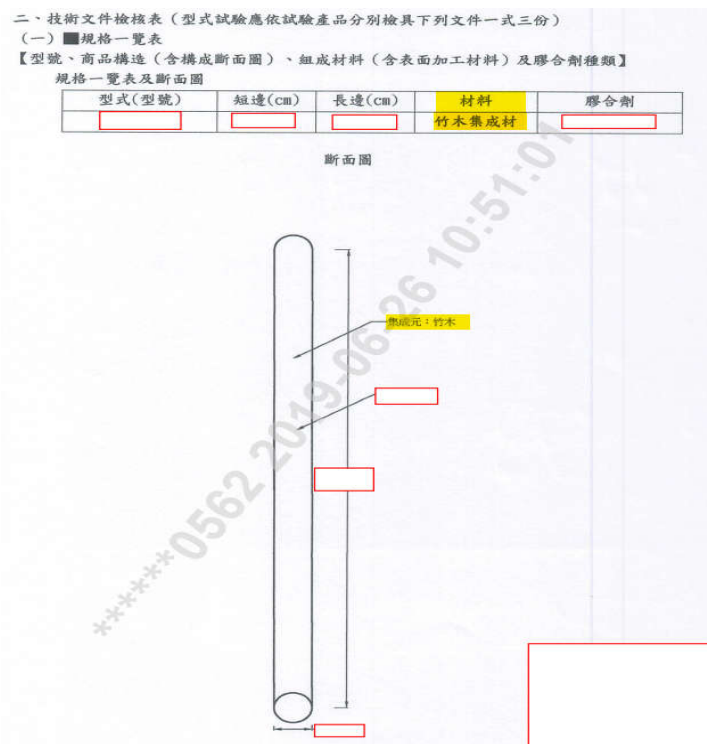 二、技術文件檢核表（型式試驗應依試驗產品分別檢具下列文件一式三份）
（一）■規格一覽表
【型號、商品構造（含構成斷面圖）、組成材料（含表面加工材料）及膠合劑種類】
規格一覽表及斷面圖
型式(型號) 短邊(cm) 長邊(cm) 材料 膠合劑
竹木集成材
斷面圖
集成元：竹木
******0562 2019-06-26 10:51:01